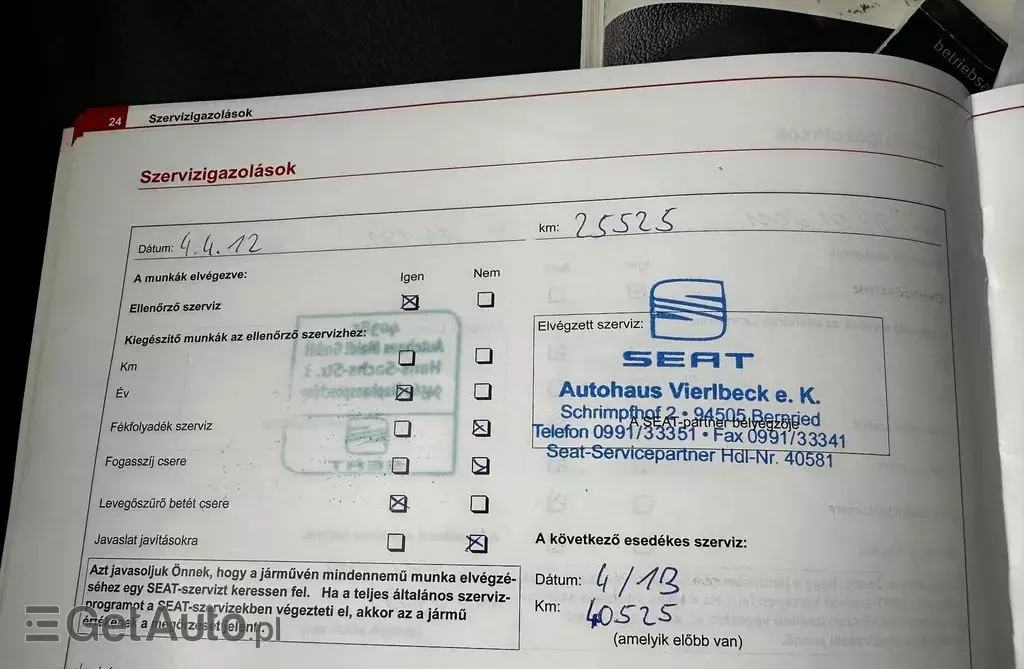 betriebsa
24 Szervizigazolások
Szervizigazolások
Dátum: 4.4.12
km: 25525
A munkák elvégezve:
Igen Nem
Ellenőrző szerviz
Kiegészítő munkák az ellenőrző szervizhez:
Km
Év
Fékfolyadék szerviz
Fogasszíj csere
Levegőszűrő betét csere
Javaslat javításokra
Azt javasoljuk Önnek, hogy a járművén mindennemű munka elvégzé-
séhez egy SEAT-szervizt keressen fel. Ha a teljes általános szerviz-
programot a SEAT-szervizekben végezteti el, akkor az a jármű
értékének a megőrzését jelenti.
Elvégzett szerviz:
SEAT
Autohaus Vierlbeck e. K.
Schrimpfhof 2 • 94505 Bernried
A SEAT-partner bélyegzője
Telefon 0991/33351 • Fax 0991/33341
Seat-Servicepartner Hdl-Nr. 40581
A következő esedékes szerviz:
Dátum: 4/13
Km: 40525
(amelyik előbb van)
GetAuto.pl